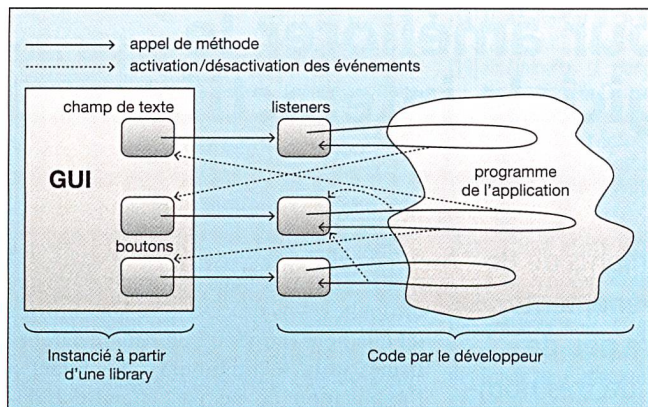 appel de méthode
activation/désactivation des événements
champ de texte
listeners
GUI
programme
de l'application
boutons
Instancié à partir
d'une library
Code par le développeur